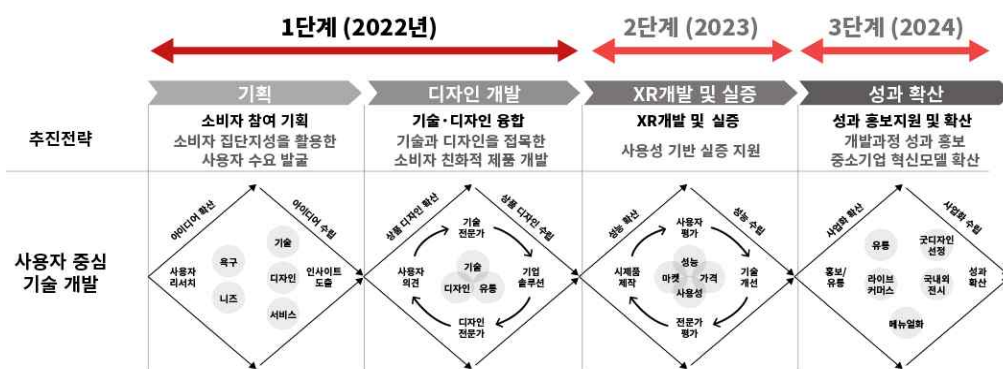 1단계 (2022년)
2단계 (2023)
3단계 (2024)
기획
디자인 개발
XR개발 및 실증
성과 확산
추진전략
소비자 참여 기획
소비자 집단지성을 활용한
사용자 수요 발굴
기술·디자인 융합
기술과 디자인을 접목한
소비자 친화적 제품 개발
XR개발 및 실증
사용성 기반 실증 지원
성과 홍보지원 및 확산
개발과정 성과 홍보
중소기업 혁신모델 확산
사용자 중심
기술 개발
아이디어 확산
아이디어 수립
사용자
리서치
욕구
니즈
기술
디자인
서비스
인사이트
도출
상품 디자인 확산
상품 디자인 수립
기술
전문가
사용자
의견
기술
디자인
유통
기업
솔루션
디자인
전문가
성능 확산
성능 수립
사용자
평가
시제품
제작
성능
마켓
가격
사용성
기술
개선
전문가
평가
사업화 확산
사업화 수립
홍보/
유통
유통
굿디자인
선정
라이브
커머스
국내외
전시
메뉴얼화
성과
확산